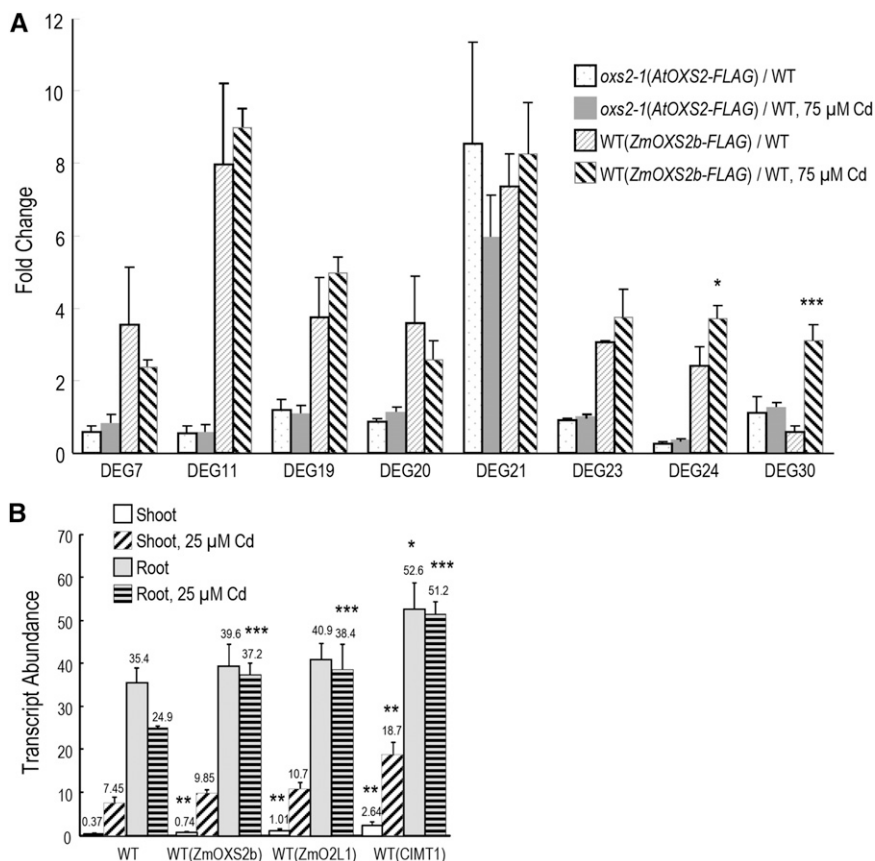 A
12
10
8
6
4
2
0
Fold Change
oxs2-1(AtOXS2-FLAG) / WT
oxs2-1(AtOXS2-FLAG) / WT, 75 µM Cd
WT(ZmOXS2b-FLAG) / WT
WT(ZmOXS2b-FLAG) / WT, 75 µM Cd
* ***
DEG7 DEG11 DEG19 DEG20 DEG21 DEG23 DEG24 DEG30
B
Shoot
Shoot, 25 µM Cd
Root
Root, 25 µM Cd
70
60
50
40
30
20
10
0
Transcript Abundance
0.37 7.45 35.4 24.9
** 0.74 9.85 39.6 *** 37.2
** 1.01 10.7 40.9 *** 38.4
** 2.64 ** 18.7 * 52.6 *** 51.2
WT WT(ZmOXS2b) WT(ZmO2L1) WT(CIMT1)